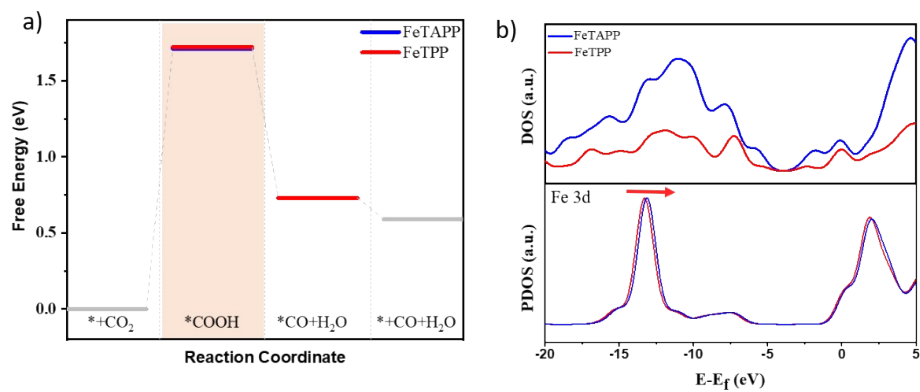 a)
FeTAPP
FeTPP
Free Energy (eV)
1.5
1.0
0.5
0.0
*+CO₂
*COOH
*CO+H₂O
*+CO+H₂O
Reaction Coordinate
b)
FeTAPP
FeTPP
DOS (a.u.)
Fe 3d
PDOS (a.u.)
-20 -15 -10 -5 0 5
E-E_f (eV)